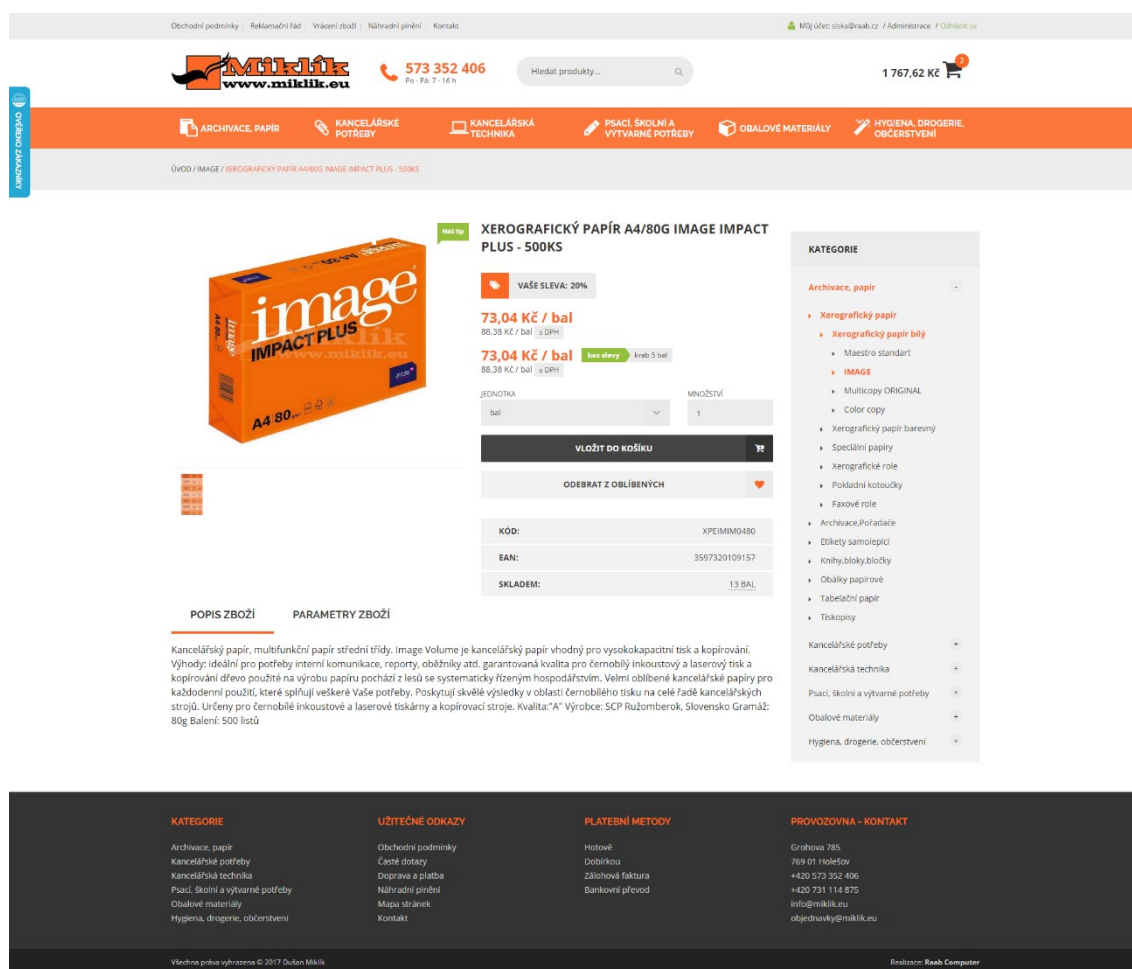 Obchodní podmínky | Reklamační řád | Vrácení zboží | Náhradní plnění | Kontakt
Můj účet: siska@raab.cz / Administrace / Odhlásit se
Miklík
www.miklik.eu
573 352 406
Po - Pá: 7 - 16 h
Hledat produkty...
1 767,62 Kč
2
OVĚŘENO ZÁKAZNÍKY
ARCHIVACE, PAPÍR
KANCELÁŘSKÉ POTŘEBY
KANCELÁŘSKÁ TECHNIKA
PSACÍ, ŠKOLNÍ A VÝTVARNÉ POTŘEBY
OBALOVÉ MATERIÁLY
HYGIENA, DROGERIE, OBČERSTVENÍ
ÚVOD / IMAGE / XEROGRAFICKÝ PAPÍR A4/80G IMAGE IMPACT PLUS - 500KS
Náš tip
image
IMPACT PLUS
A4 80
www.miklik.eu
XEROGRAFICKÝ PAPÍR A4/80G IMAGE IMPACT
PLUS - 500KS
VAŠE SLEVA: 20%
73,04 Kč / bal
88.38 Kč / bal s DPH
73,04 Kč / bal bez slevy krab 5 bal
88.38 Kč / bal s DPH
JEDNOTKA
MNOŽSTVÍ
bal
1
VLOŽIT DO KOŠÍKU
ODEBRAT Z OBLÍBENÝCH
KÓD: XPEIMIM0480
EAN: 3597320109157
SKLADEM: 13 BAL
KATEGORIE
Archivace, papír -
Xerografický papír
Xerografický papír bílý
Maestro standart
IMAGE
Multicopy ORIGINAL
Color copy
Xerografický papír barevný
Speciální papíry
Xerografické role
Pokladní kotoučky
Faxové role
Archivace,Pořadače
Etikety samolepící
Knihy,bloky,bločky
Obálky papírové
Tabelační papír
Tiskopisy
Kancelářské potřeby +
Kancelářská technika +
Psací, školní a výtvarné potřeby +
Obalové materiály +
Hygiena, drogerie, občerstvení +
POPIS ZBOŽÍ
PARAMETRY ZBOŽÍ
Kancelářský papír, multifunkční papír střední třídy. Image Volume je kancelářský papír vhodný pro vysokokapacitní tisk a kopírování.
Výhody: ideální pro potřeby interní komunikace, reporty, oběžníky atd. garantovaná kvalita pro černobílý inkoustový a laserový tisk a
kopírování dřevo použité na výrobu papíru pochází z lesů se systematicky řízeným hospodářstvím. Velmi oblíbené kancelářské papíry pro
každodenní použití, které splňují veškeré Vaše potřeby. Poskytují skvělé výsledky v oblasti černobílého tisku na celé řadě kancelářských
strojů. Určeny pro černobílé inkoustové a laserové tiskárny a kopírovací stroje. Kvalita:"A" Výrobce: SCP Ružomberok, Slovensko Gramáž:
80g Balení: 500 listů
KATEGORIE
Archivace, papír
Kancelářské potřeby
Kancelářská technika
Psací, školní a výtvarné potřeby
Obalové materiály
Hygiena, drogerie, občerstvení
UŽITEČNÉ ODKAZY
Obchodní podmínky
Časté dotazy
Doprava a platba
Náhradní plnění
Mapa stránek
Kontakt
PLATEBNÍ METODY
Hotově
Dobírkou
Zálohová faktura
Bankovní převod
PROVOZOVNA - KONTAKT
Grohova 785
769 01 Holešov
+420 573 352 406
+420 731 114 875
info@miklik.eu
objednavky@miklik.eu
Všechna práva vyhrazena © 2017 Dušan Miklík
Realizace: Raab Computer